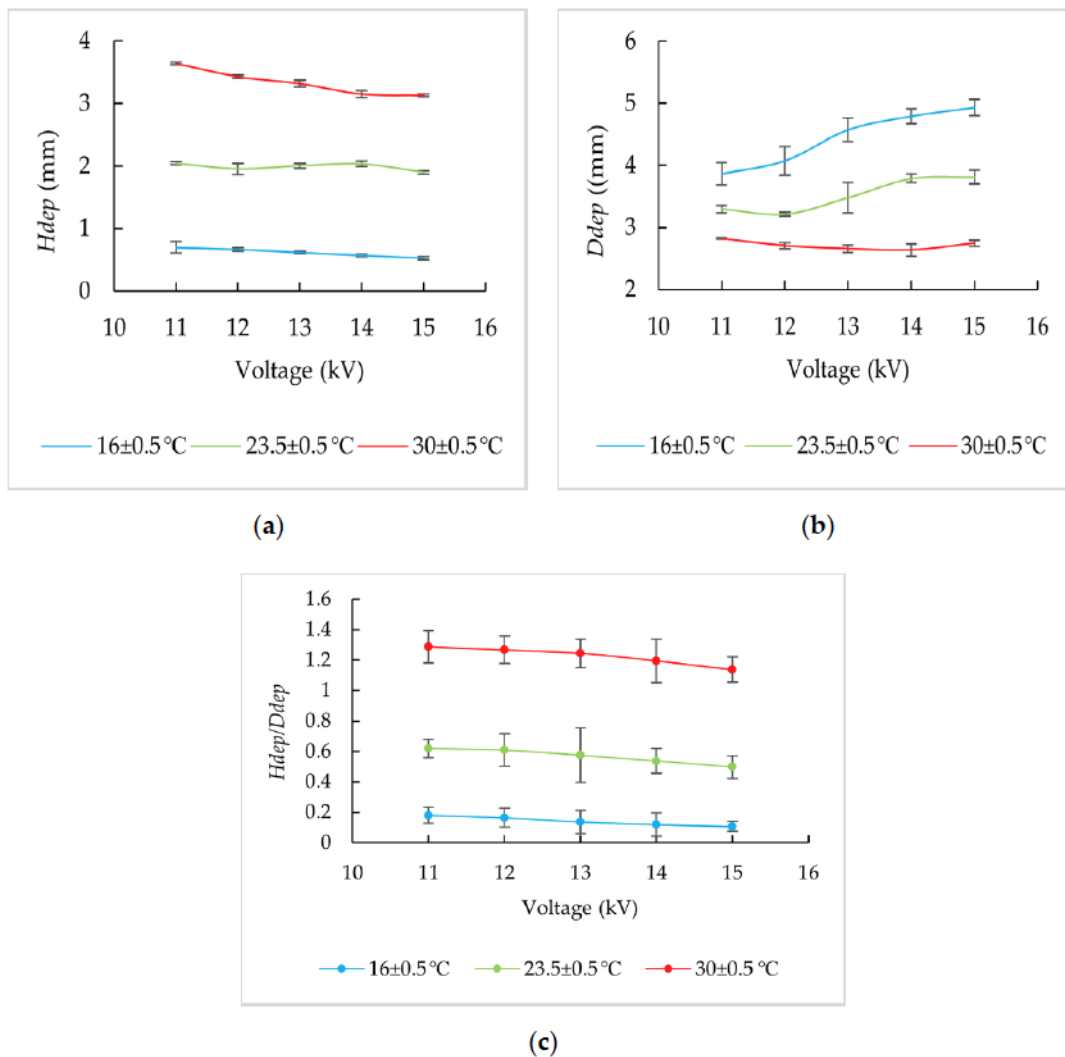 4
3
2
1
0
Hdep (mm)
10 11 12 13 14 15 16
Voltage (kV)
16±0.5℃ 23.5±0.5℃ 30±0.5℃
(a)
6
5
4
3
2
Ddep ((mm)
10 11 12 13 14 15 16
Voltage (kV)
16±0.5℃ 23.5±0.5℃ 30±0.5℃
(b)
1.6
1.4
1.2
1
0.8
0.6
0.4
0.2
0
Hdep/Ddep
10 11 12 13 14 15 16
Voltage (kV)
16±0.5℃ 23.5±0.5℃ 30±0.5℃
(c)